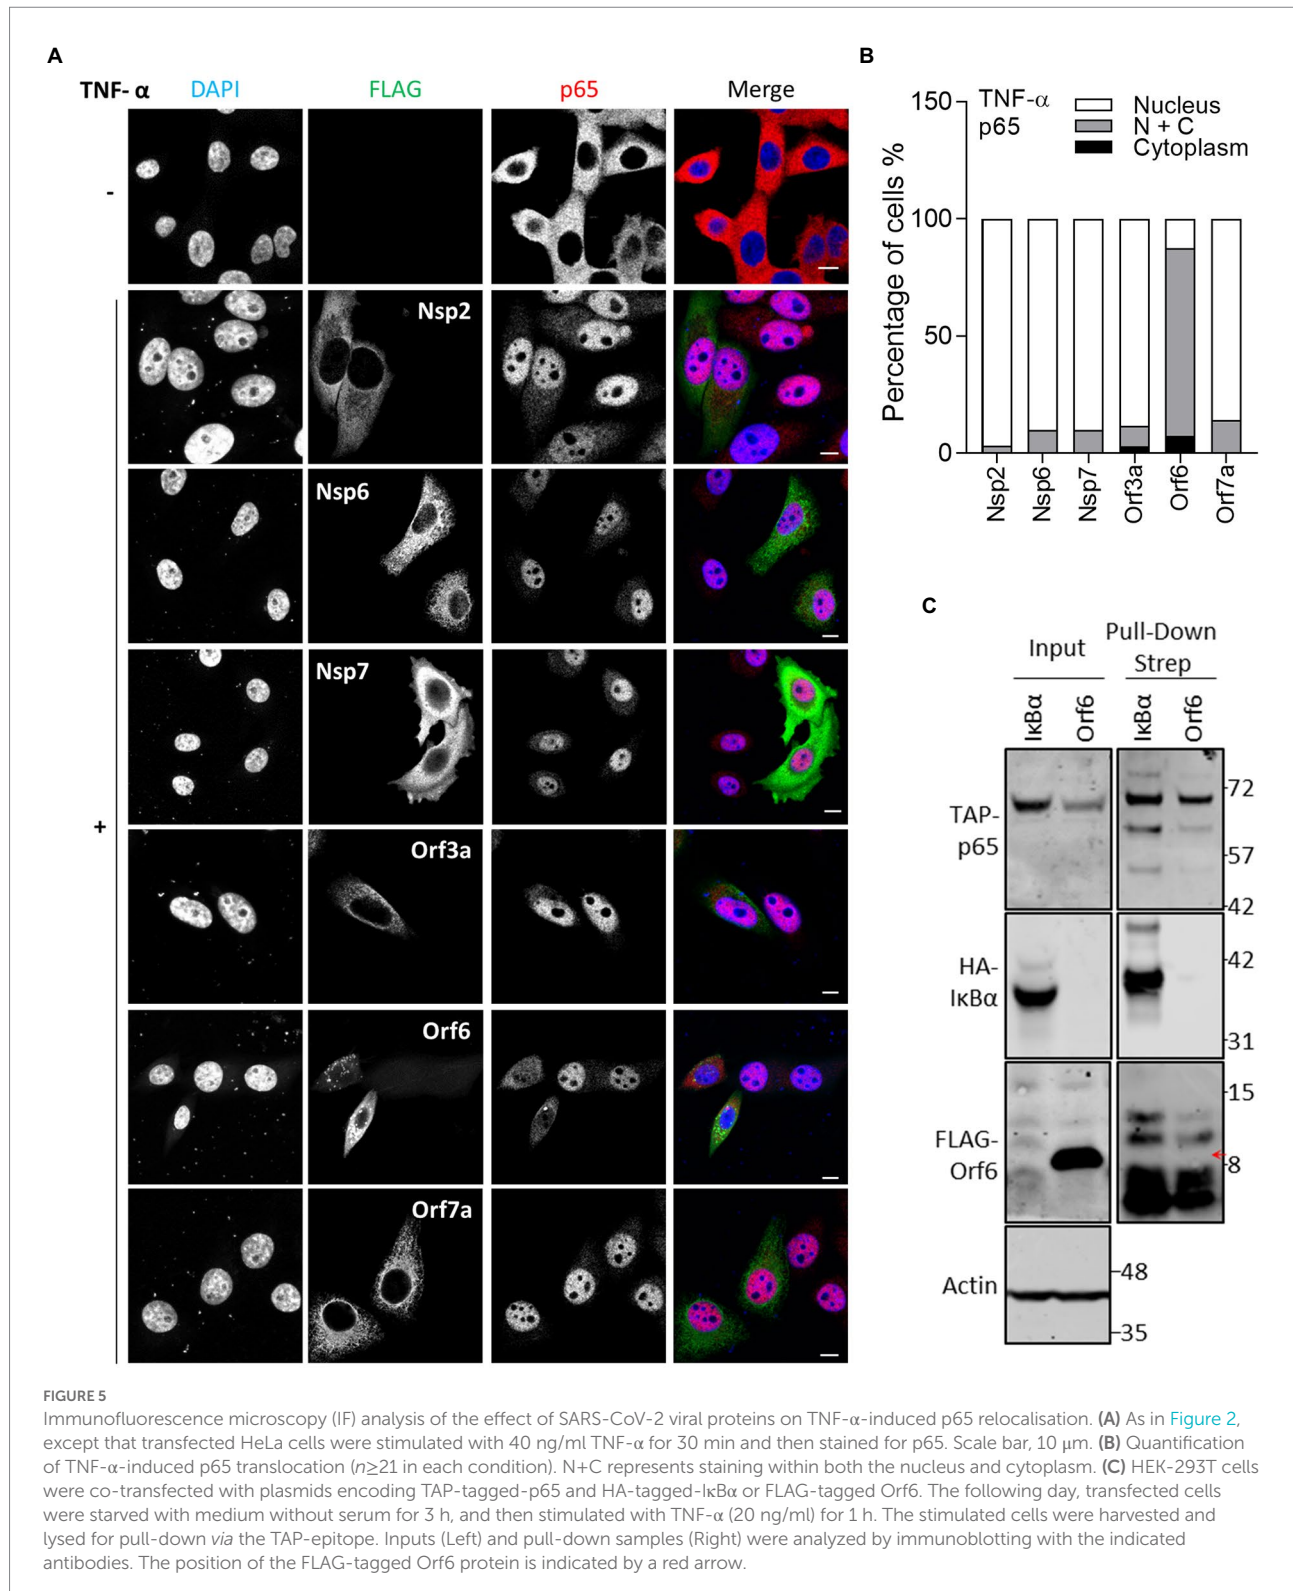 A
TNF- α DAPI FLAG p65 Merge
-
Nsp2
Nsp6
Nsp7
+
Orf3a
Orf6
Orf7a
B
150
100
50
0
Percentage of cells %
TNF-α
p65
Nucleus
N + C
Cytoplasm
Nsp2 Nsp6 Nsp7 Orf3a Orf6 Orf7a
C
Input
Pull-Down
Strep
IκBα Orf6 IκBα Orf6
TAP-
p65
72
57
42
HA-
IκBα
42
31
FLAG-
Orf6
15
8
Actin
48
35
FIGURE 5
Immunofluorescence microscopy (IF) analysis of the effect of SARS-CoV-2 viral proteins on TNF-α-induced p65 relocalisation. (A) As in Figure 2,
except that transfected HeLa cells were stimulated with 40 ng/ml TNF-α for 30 min and then stained for p65. Scale bar, 10 μm. (B) Quantification
of TNF-α-induced p65 translocation (n≥21 in each condition). N+C represents staining within both the nucleus and cytoplasm. (C) HEK-293T cells
were co-transfected with plasmids encoding TAP-tagged-p65 and HA-tagged-IκBα or FLAG-tagged Orf6. The following day, transfected cells
were starved with medium without serum for 3 h, and then stimulated with TNF-α (20 ng/ml) for 1 h. The stimulated cells were harvested and
lysed for pull-down via the TAP-epitope. Inputs (Left) and pull-down samples (Right) were analyzed by immunoblotting with the indicated
antibodies. The position of the FLAG-tagged Orf6 protein is indicated by a red arrow.